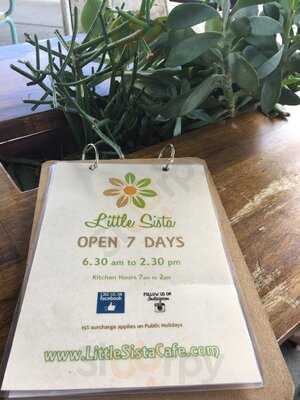 Little Sista
OPEN 7 DAYS
6.30 am to 2.30 pm
Kitchen Hours 7am to 2pm
LIKE US ON
facebook
FOLLOW US ON
Instagram
surcharge applies on Public Holidays
www.LittleSistaCafe.com